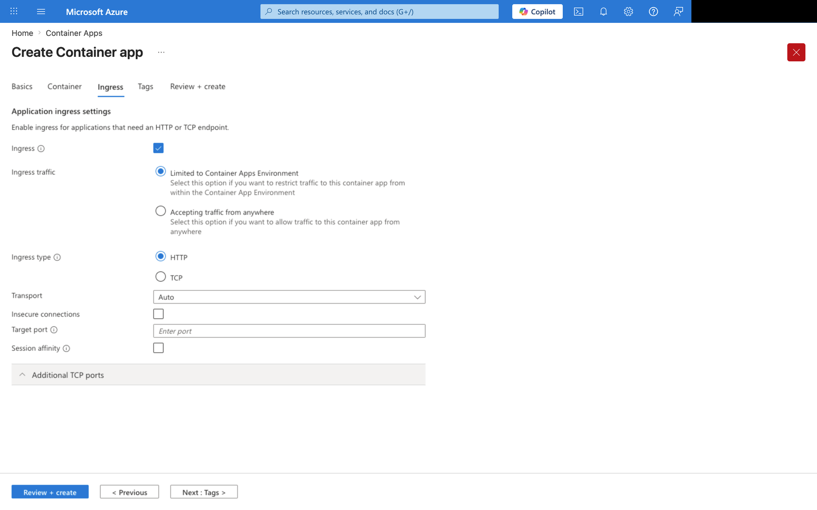 Microsoft Azure
Search resources, services, and docs (G+/)
Copilot
Home > Container Apps
Create Container app ...
Basics
Container
Ingress
Tags
Review + create
Application ingress settings
Enable ingress for applications that need an HTTP or TCP endpoint.
Ingress
Ingress traffic
Limited to Container Apps Environment
Select this option if you want to restrict traffic to this container app from
within the Container App Environment
Accepting traffic from anywhere
Select this option if you want to allow traffic to this container app from
anywhere
Ingress type
HTTP
TCP
Transport
Auto
Insecure connections
Target port
Enter port
Session affinity
Additional TCP ports
Review + create
< Previous
Next : Tags >